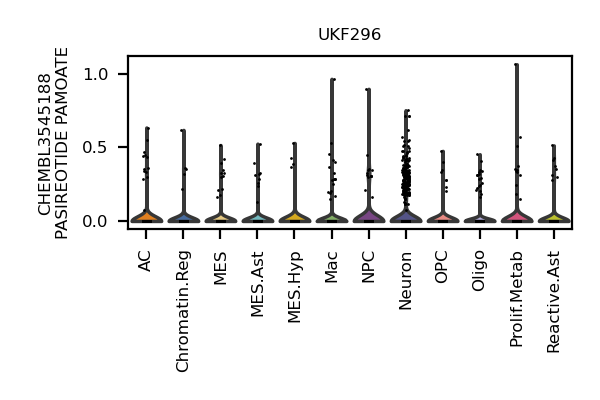 UKF296
CHEMBL3545188
PASIREOTIDE PAMOATE
1.0
0.5
0.0
AC
Chromatin.Reg
MES
MES.Ast
MES.Hyp
Mac
NPC
Neuron
OPC
Oligo
Prolif.Metab
Reactive.Ast